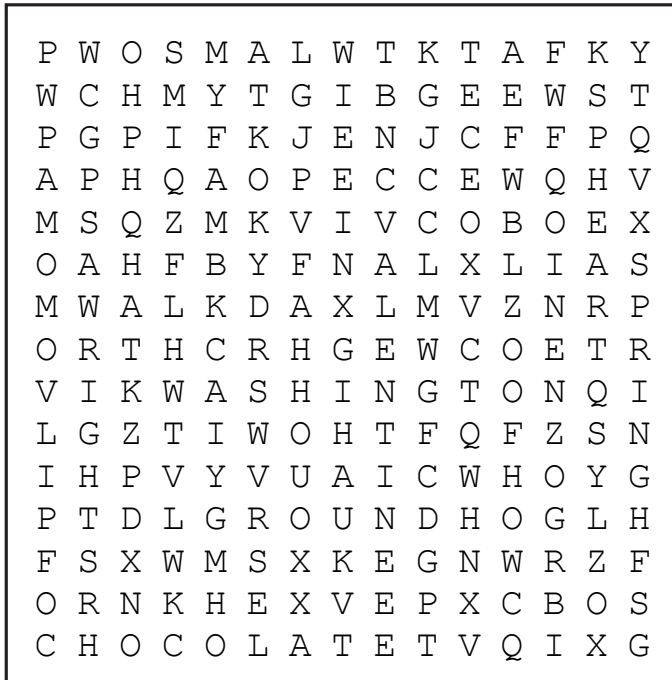 P W O S M A L W T K T A F K Y
W C H M Y T G I B G E E W S T
P G P I F K J E N J C F F P Q
A P H Q A O P E C C E W Q H V
M S Q Z M K V I V C O B O E X
O A H F B Y F N A L X L I A S
M W A L K D A X L M V Z N R P
O R T H C R H G E W C O E T R
V I K W A S H I N G T O N Q I
L G Z T I W O H T F Q F Z S N
I H P V Y V U A I C W H O Y G
P T D L G R O U N D H O G L H
F S X W M S X K E G N W R Z F
O R N K H E X V E P X C B O S
C H O C O L A T E T V Q I X G